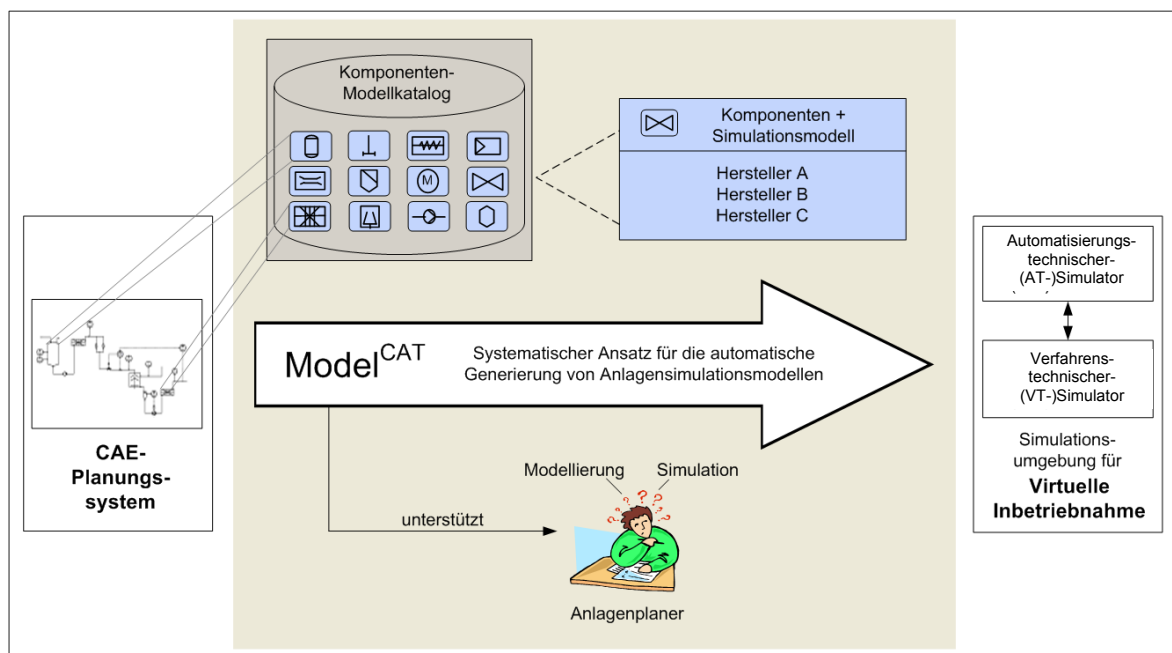 Komponenten-
Modellkatalog
M
Komponenten +
Simulationsmodell
Hersteller A
Hersteller B
Hersteller C
CAE-
Planungs-
system
Model^CAT
Systematischer Ansatz für die automatische
Generierung von Anlagensimulationsmodellen
unterstützt
Modellierung
Simulation
? ? ? ? ? ? ?
Anlagenplaner
Automatisierungs-
technischer-
(AT-)Simulator
Verfahrens-
technischer-
(VT-)Simulator
Simulations-
umgebung für
Virtuelle
Inbetriebnahme